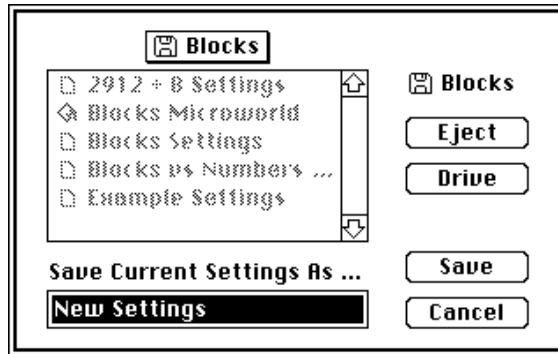 Blocks
2912 ÷ 8 Settings
Blocks Microworld
Blocks Settings
Blocks vs Numbers ...
Example Settings
Save Current Settings As ...
New Settings
Blocks
Eject
Drive
Save
Cancel